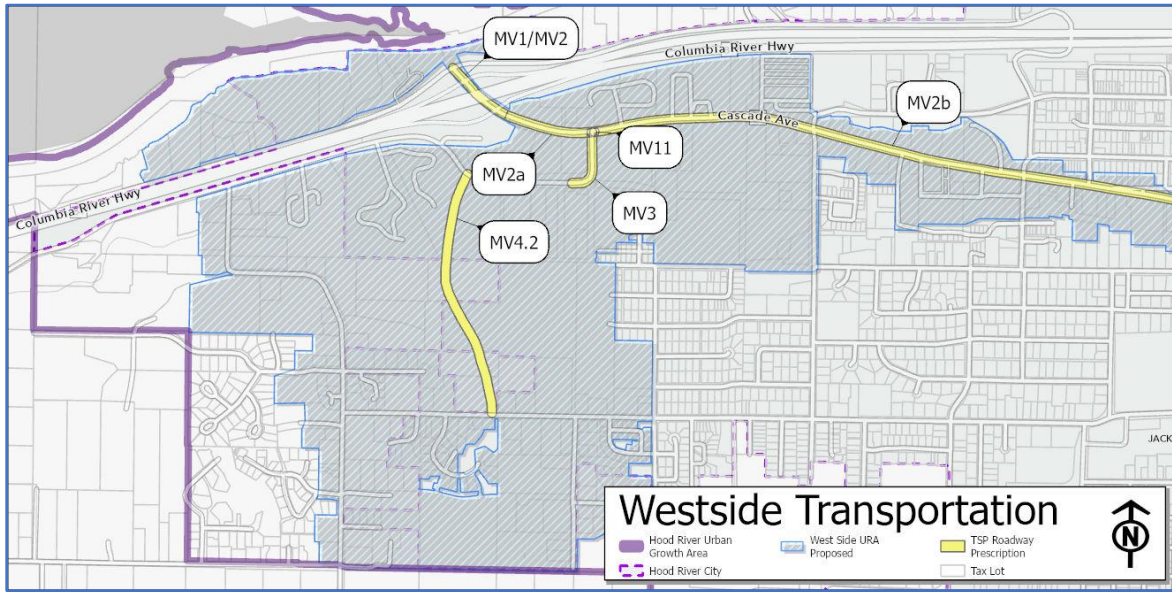 MV1/MV2
Columbia River Hwy
MV2b
Cascade Ave
MV11
MV2a
MV3
Columbia River Hwy
MV4.2
JACK
Westside Transportation
Hood River Urban
Growth Area
West Side URA
Proposed
TSP Roadway
Prescription
Hood River City
Tax Lot
N